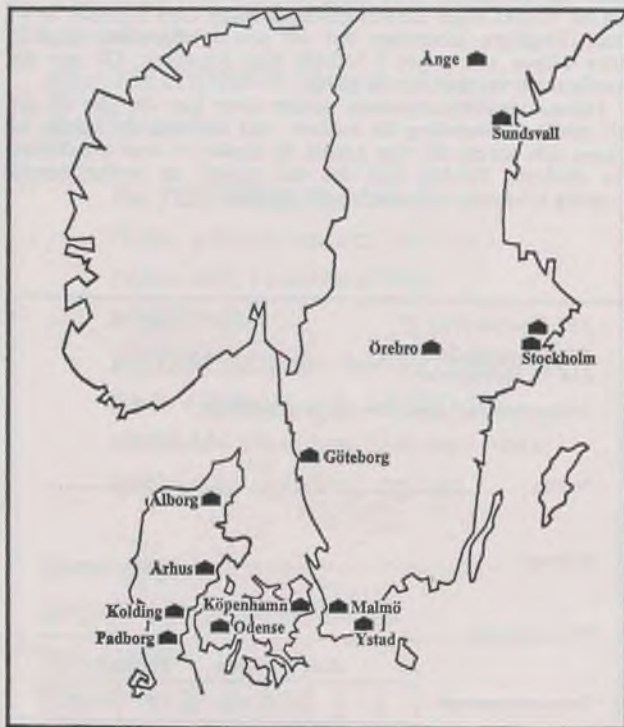 Ånge
Sundsvall
Örebro
Stockholm
Göteborg
Ålborg
Århus
Kolding
Köpenhamn
Malmö
Padborg
Odense
Ystad